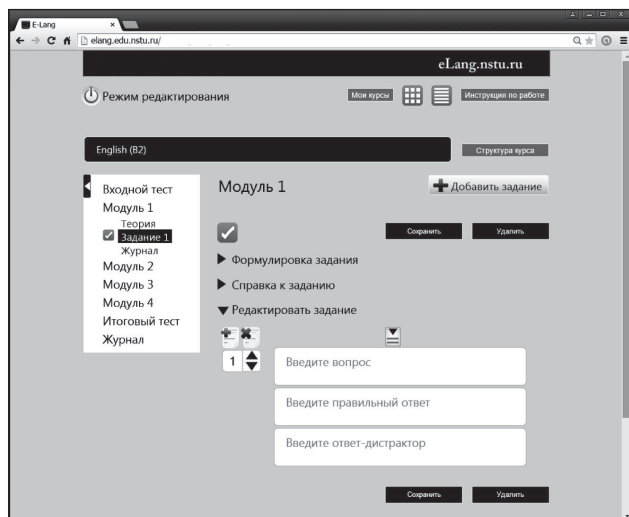 E-Lang
elang.edu.nstu.ru/
eLang.nstu.ru
Режим редактирования
Мои курсы
Инструкция по работе
English (B2)
Структура курса
Входной тест
Модуль 1
Теория
Задание 1
Журнал
Модуль 2
Модуль 3
Модуль 4
Итоговый тест
Журнал
Модуль 1
Добавить задание
Сохранить
Удалить
Формулировка задания
Справка к заданию
Редактировать задание
1
Введите вопрос
Введите правильный ответ
Введите ответ-дистрактор
Сохранить
Удалить